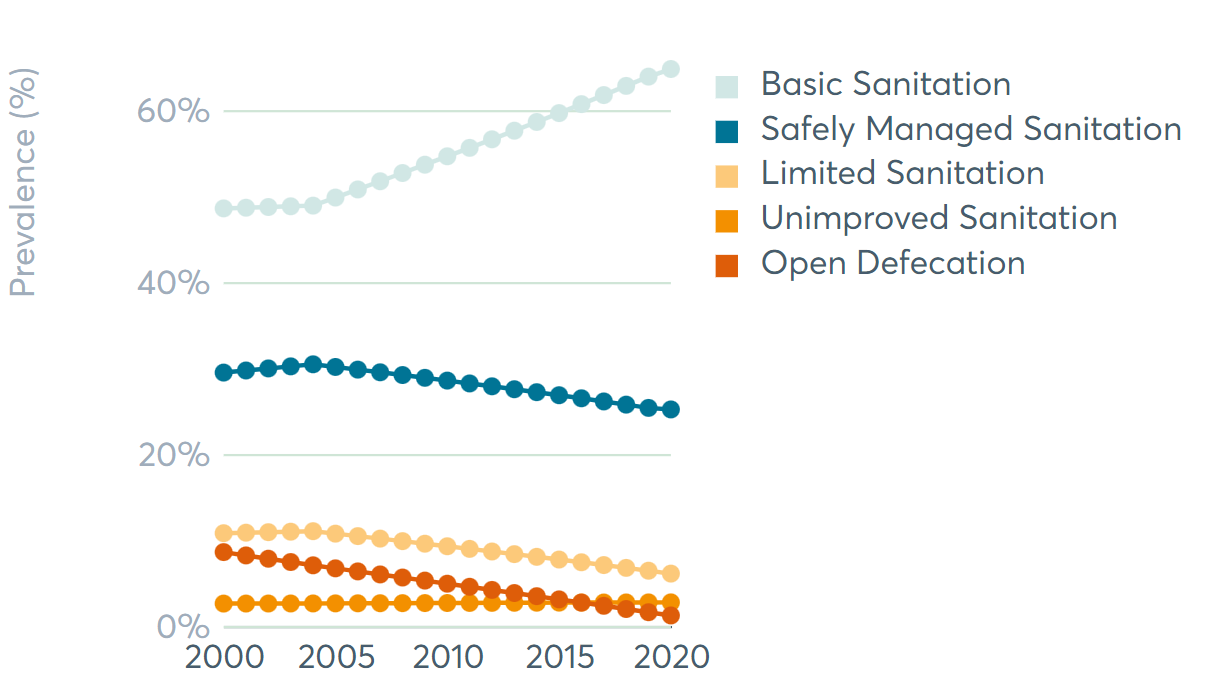 Prevalence (%)
60%
40%
20%
0%
2000 2005 2010 2015 2020
Basic Sanitation
Safely Managed Sanitation
Limited Sanitation
Unimproved Sanitation
Open Defecation